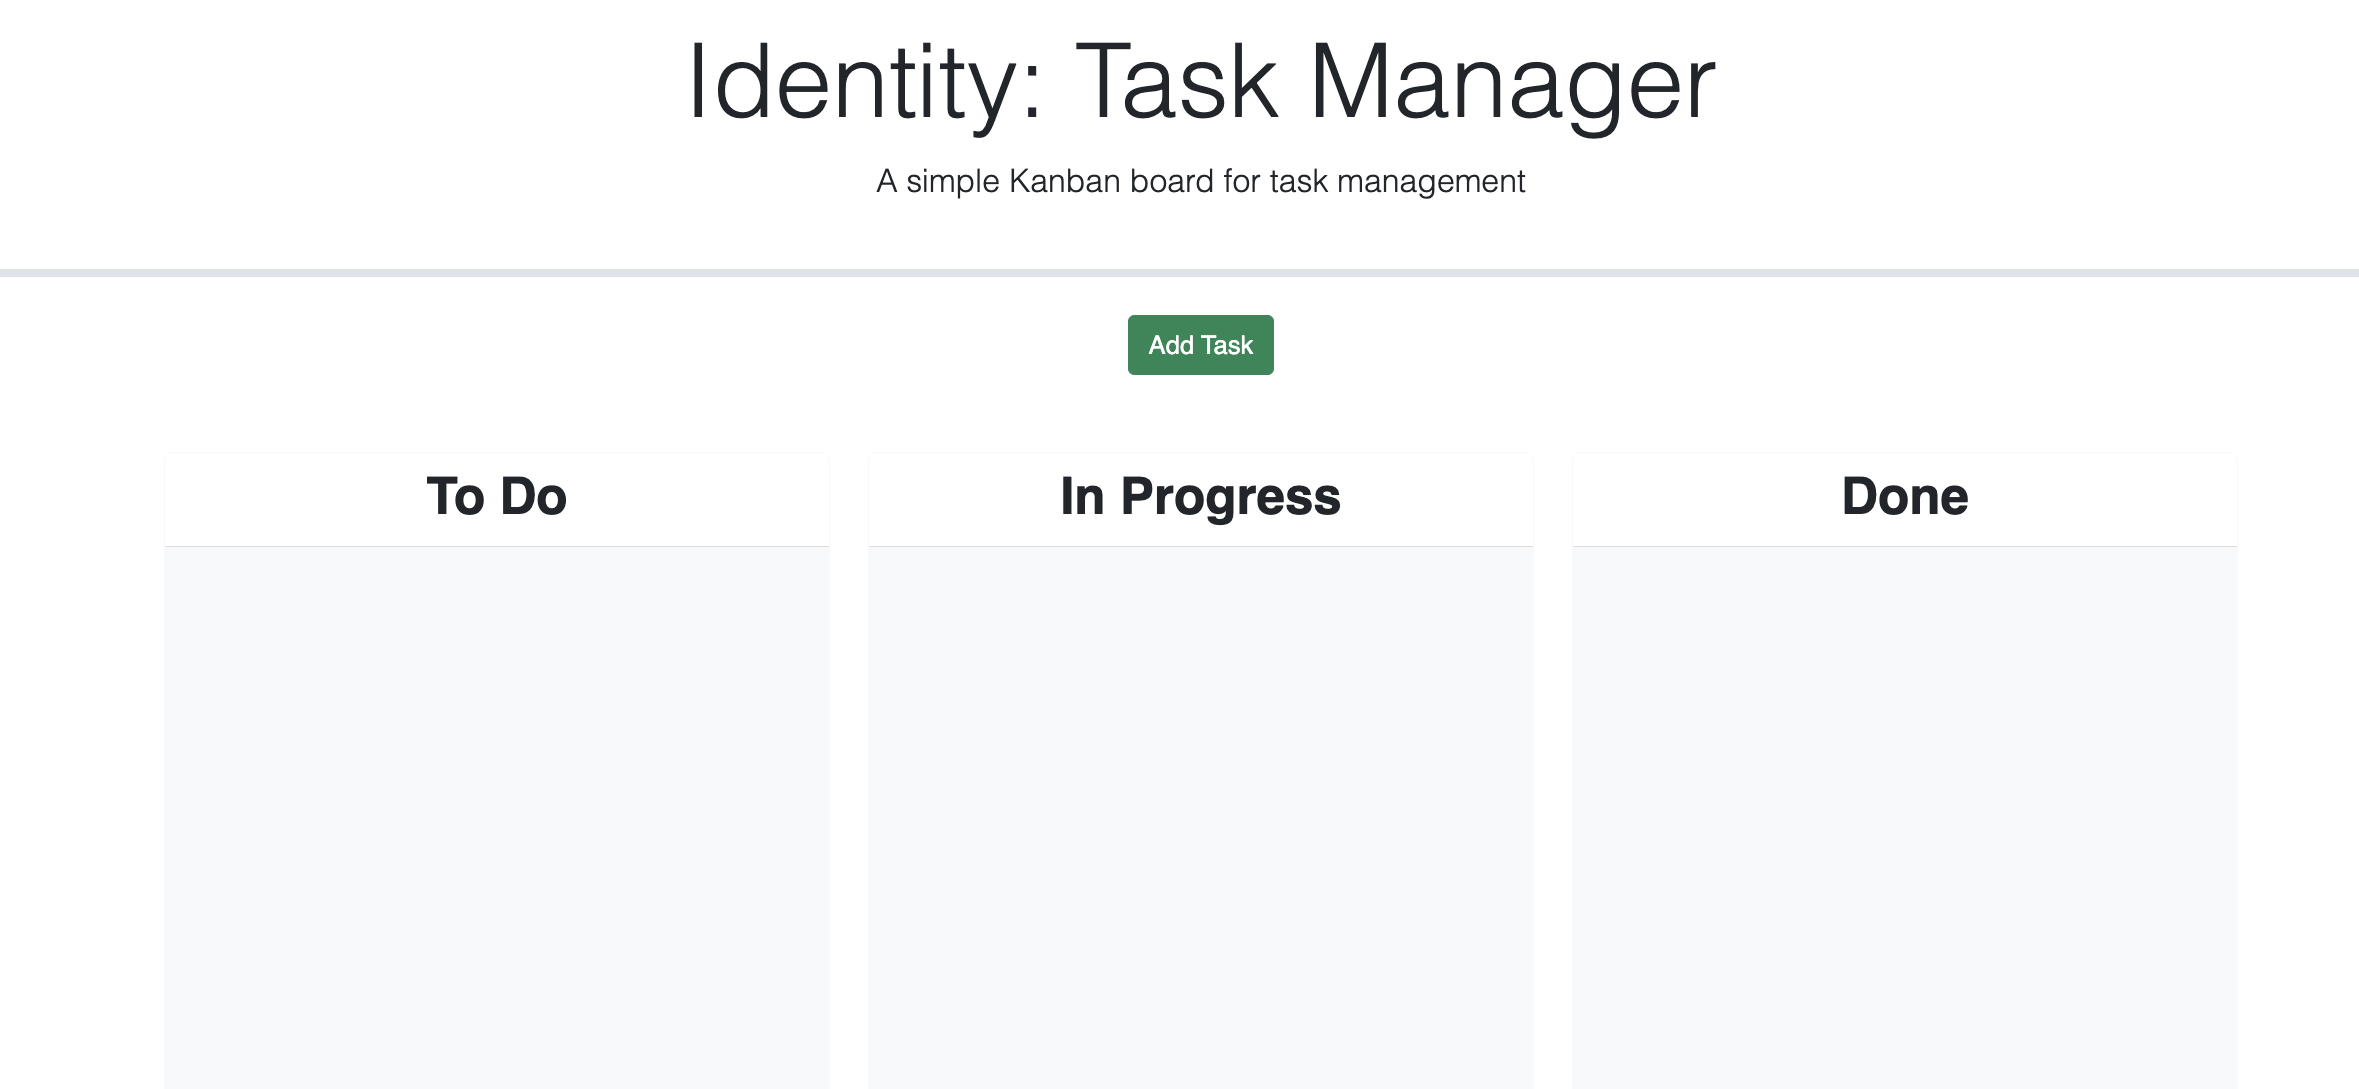 Identity: Task Manager
A simple Kanban board for task management
Add Task
To Do
In Progress
Done